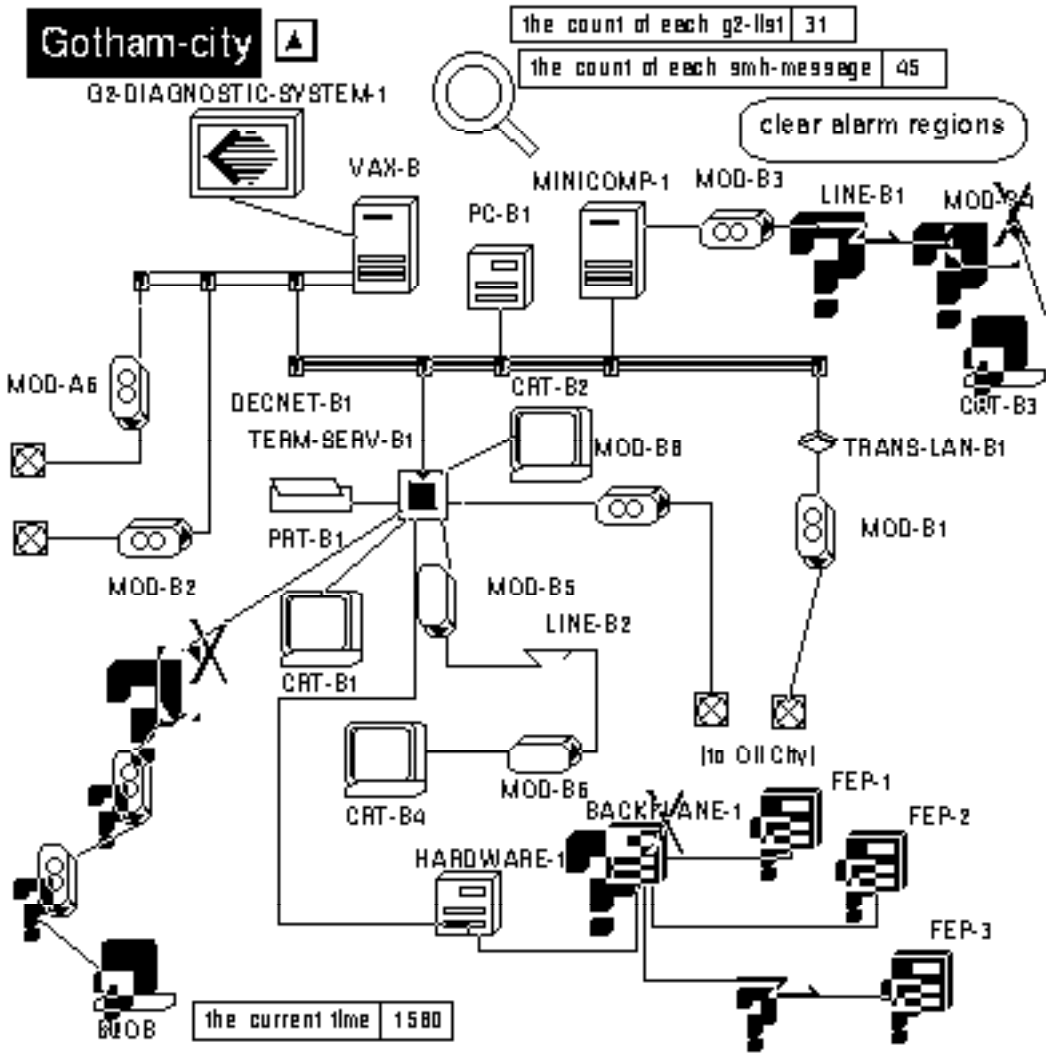 Gotham-city
the count of each g2-list 31
the count of each smh-message 45
G2-DIAGNOSTIC-SYSTEM-1
clear alarm regions
VAX-B
MINICOMP-1
MOD-B3
LINE-B1
MOD-B4
PC-B1
MOD-A6
DECNET-B1
CRT-B2
CRT-B3
TERM-SERV-B1
MOD-B8
TRANS-LAN-B1
PRT-B1
MOD-B1
MOD-B2
MOD-B5
LINE-B2
CRT-B1
(to Oil City)
MOD-B6
CRT-B4
BACKPLANE-1
FEP-1
FEP-2
HARDWARE-1
FEP-3
the current time 1580